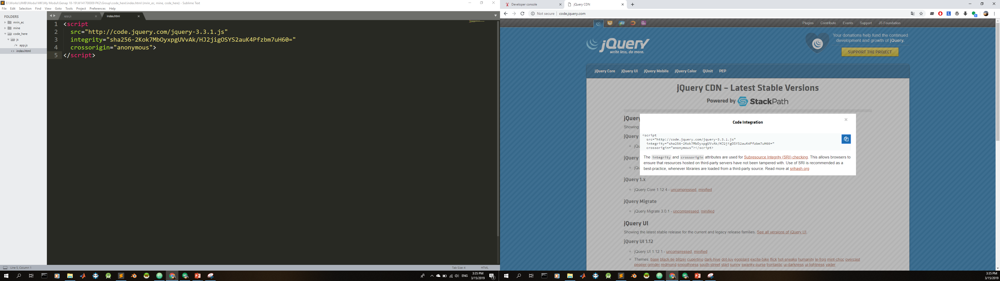 E:\Works\UMB\Modul MK\My Modul\Genap 18-19\W141700009 PK2\Group\code_here\index.html (mrin_ec, mine, code_here) - Sublime Text
File Edit Selection Find View Goto Tools Project Preferences Help
FOLDERS
mrin_ec
mine
code_here
js
/* app.js
<> index.html
app.js
index.html
1 <script
2 src="http://code.jquery.com/jquery-3.3.1.js"
3 integrity="sha256-2Kok7MbOyxpgUVvAk/HJ2jigOSYS2auK4Pfzbm7uH60="
4 crossorigin="anonymous">
5 </script>
Line 5, Column 1
Tab Size: 4
HTML
ENG
3:35 PM
3/15/2019
1
Developer console
jQuery CDN
Not secure
code.jquery.com
Plugins Contribute Events Support JS Foundation
jQuery
write less, do more.
Your donations help fund the continued
development and growth of jQuery.
SUPPORT THE PROJECT
jQuery Core jQuery UI jQuery Mobile jQuery Color QUnit PEP
jQuery CDN – Latest Stable Versions
Powered by StackPath
jQuery
Showing
Code Integration
<script
src="http://code.jquery.com/jquery-3.3.1.js"
integrity="sha256-2Kok7MbOyxpgUVvAk/HJ2jigOSYS2auK4Pfzbm7uH60="
crossorigin="anonymous"></script>
The integrity and crossorigin attributes are used for Subresource Integrity (SRI) checking. This allows browsers to
ensure that resources hosted on third-party servers have not been tampered with. Use of SRI is recommended as a
best-practice, whenever libraries are loaded from a third-party source. Read more at srihash.org
jQuery
jQu
jQuery
jQu
jQuery 1.x
jQuery Core 1.12.4 - uncompressed, minified
jQuery Migrate
jQuery Migrate 3.0.1 - uncompressed, minified
jQuery UI
Showing the latest stable release for the current and legacy release families. See all versions of jQuery UI.
jQuery UI 1.12
jQuery UI 1.12.1 - uncompressed, minified
Themes: base black-tie blitzer cupertino dark-hive dot-luv eggplant excite-bike flick hot-sneaks humanity le-frog mint-choc overcast
pepper-grinder redmond smoothness south-street start sunny swanky-purse trontastic ui-darkness ui-lightness vader
3:35 PM
3/15/2019